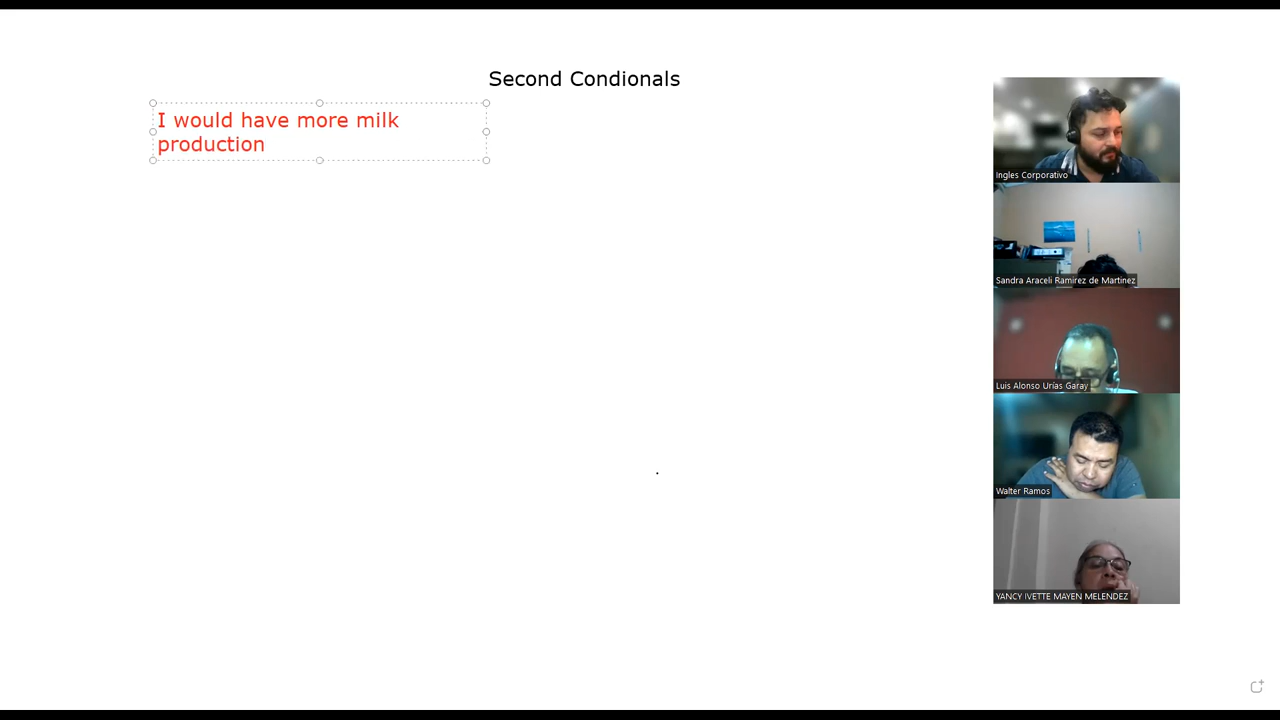 Second Condionals
I would have more milk
production
Ingles Corporativo
Sandra Araceli Ramirez de Martinez
Luis Alonso Urías Garay
Walter Ramos
YANCY IVETTE MAYEN MELENDEZ